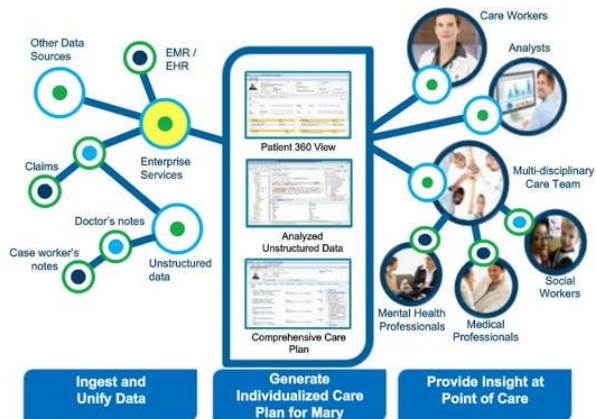 Other Data
Sources
EMR /
EHR
Enterprise
Services
Claims
Doctor's notes
Case worker's
notes
Unstructured
data
Patient 360 View
Analyzed
Unstructured Data
Comprehensive Care
Plan
Care Workers
Analysts
Multi-disciplinary
Care Team
Social
Workers
Mental Health
Professionals
Medical
Professionals
Ingest and
Unify Data
Generate
Individualized Care
Plan for Mary
Provide Insight at
Point of Care